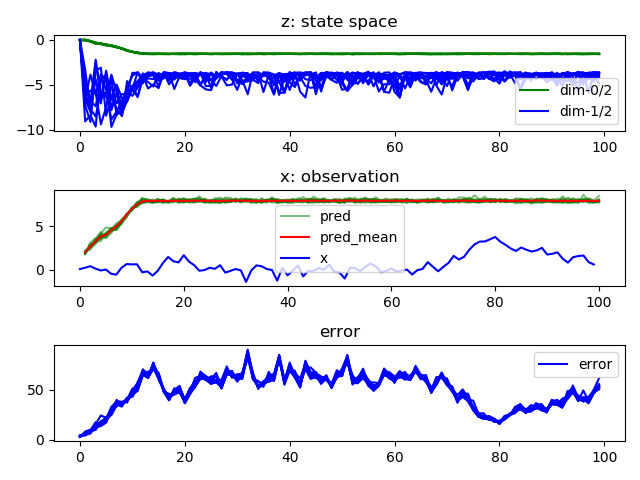 z: state space
0
−5
−10
dim-0/2
dim-1/2
0 20 40 60 80 100
x: observation
5
0
pred
pred_mean
x
0 20 40 60 80 100
error
50
0
error
0 20 40 60 80 100